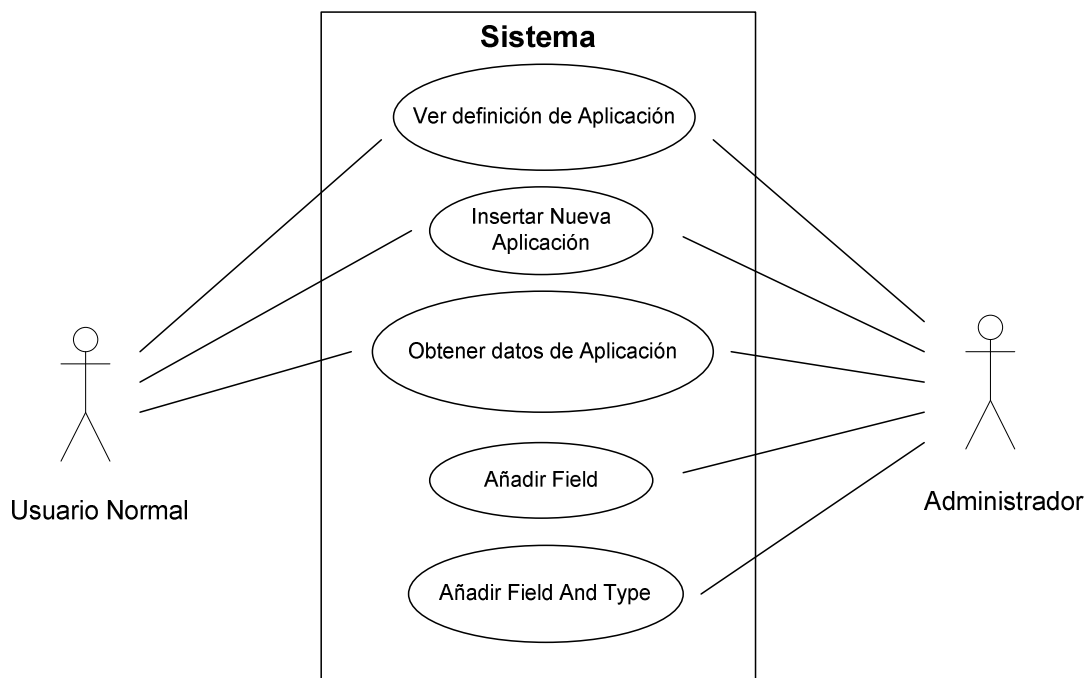 Sistema
Ver definición de Aplicación
Insertar Nueva
Aplicación
Obtener datos de Aplicación
Añadir Field
Usuario Normal
Administrador
Añadir Field And Type